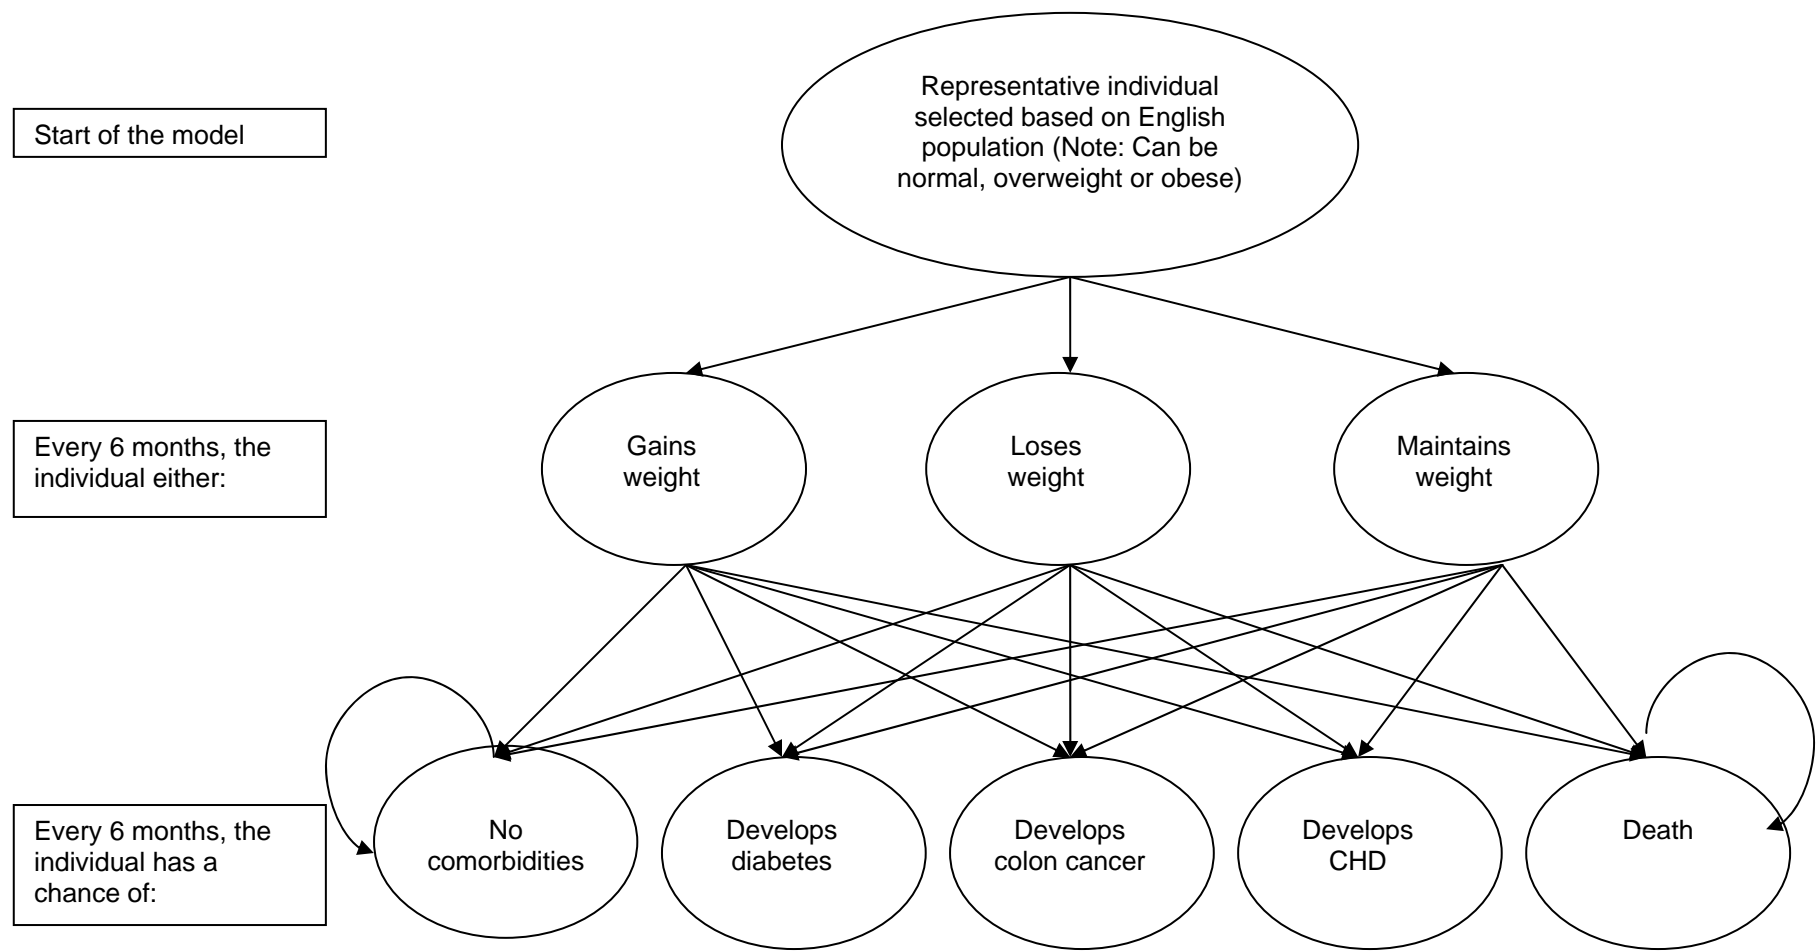 Representative individual
selected based on English
population (Note: Can be
normal, overweight or obese)
Start of the model
Every 6 months, the
individual either:
Gains
weight
Loses
weight
Maintains
weight
Every 6 months, the
individual has a
chance of:
No
comorbidities
Develops
diabetes
Develops
colon cancer
Develops
CHD
Death